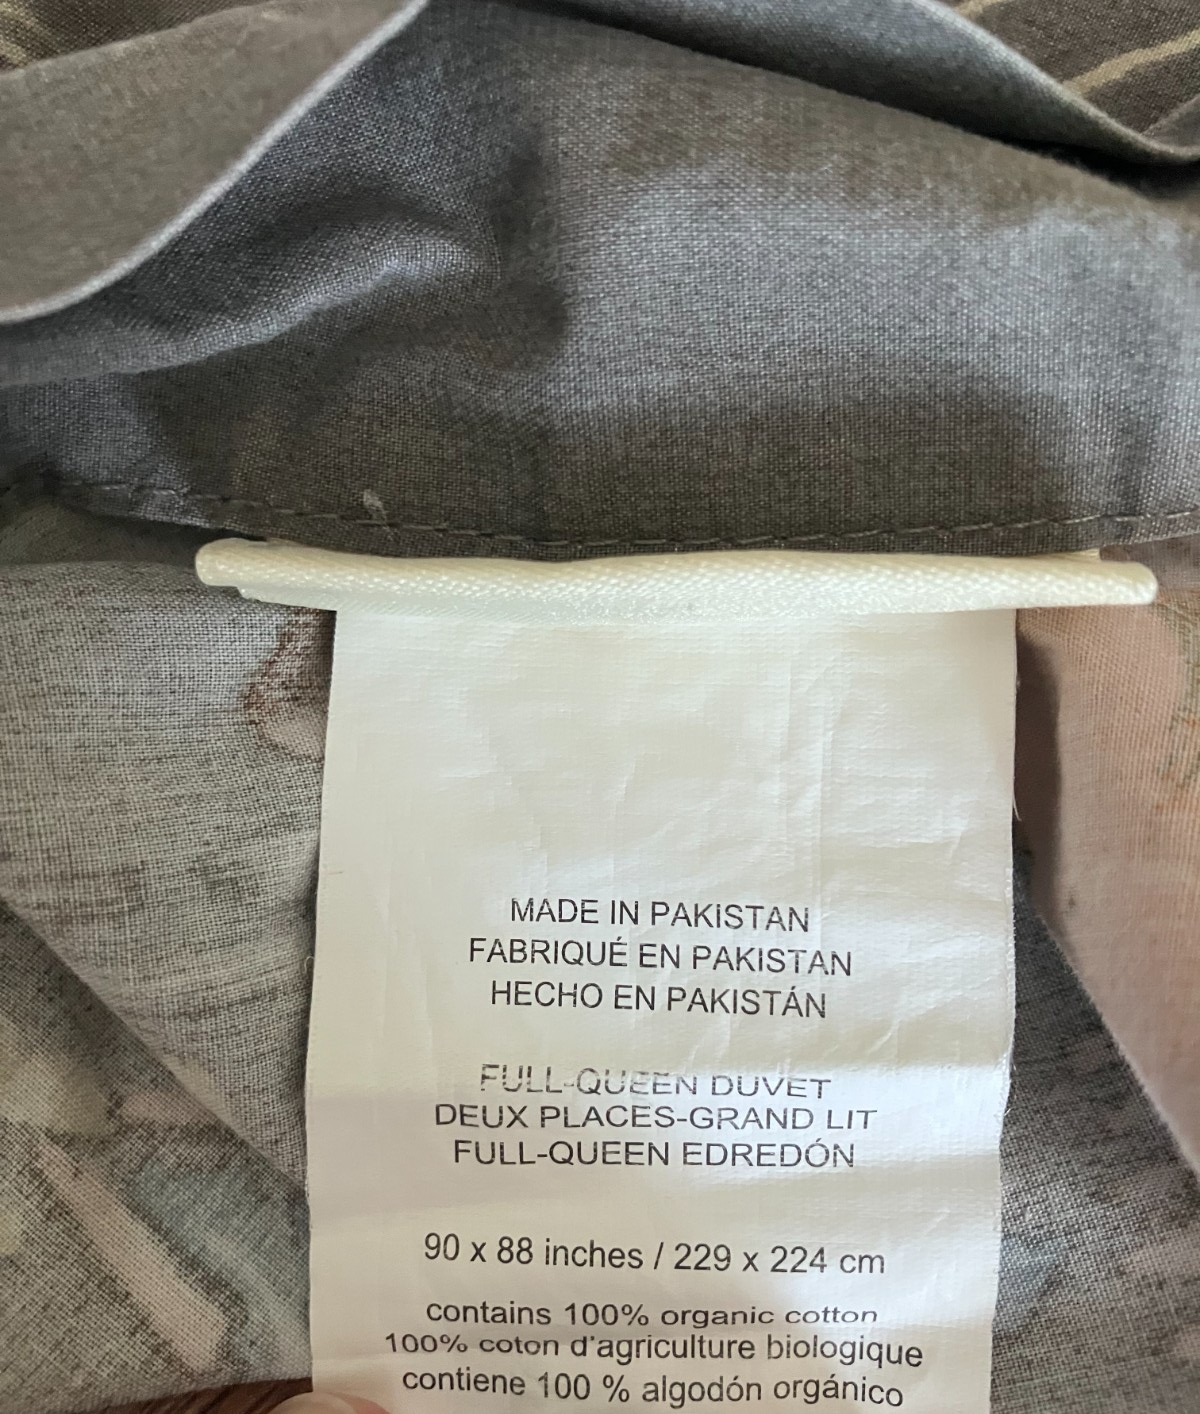 MADE IN PAKISTAN
FABRIQUÉ EN PAKISTAN
HECHO EN PAKISTÁN
FULL-QUEEN DUVET
DEUX PLACES-GRAND LIT
FULL-QUEEN EDREDÓN
90 x 88 inches / 229 x 224 cm
contains 100% organic cotton
100% coton d'agriculture biologique
contiene 100 % algodón orgánico